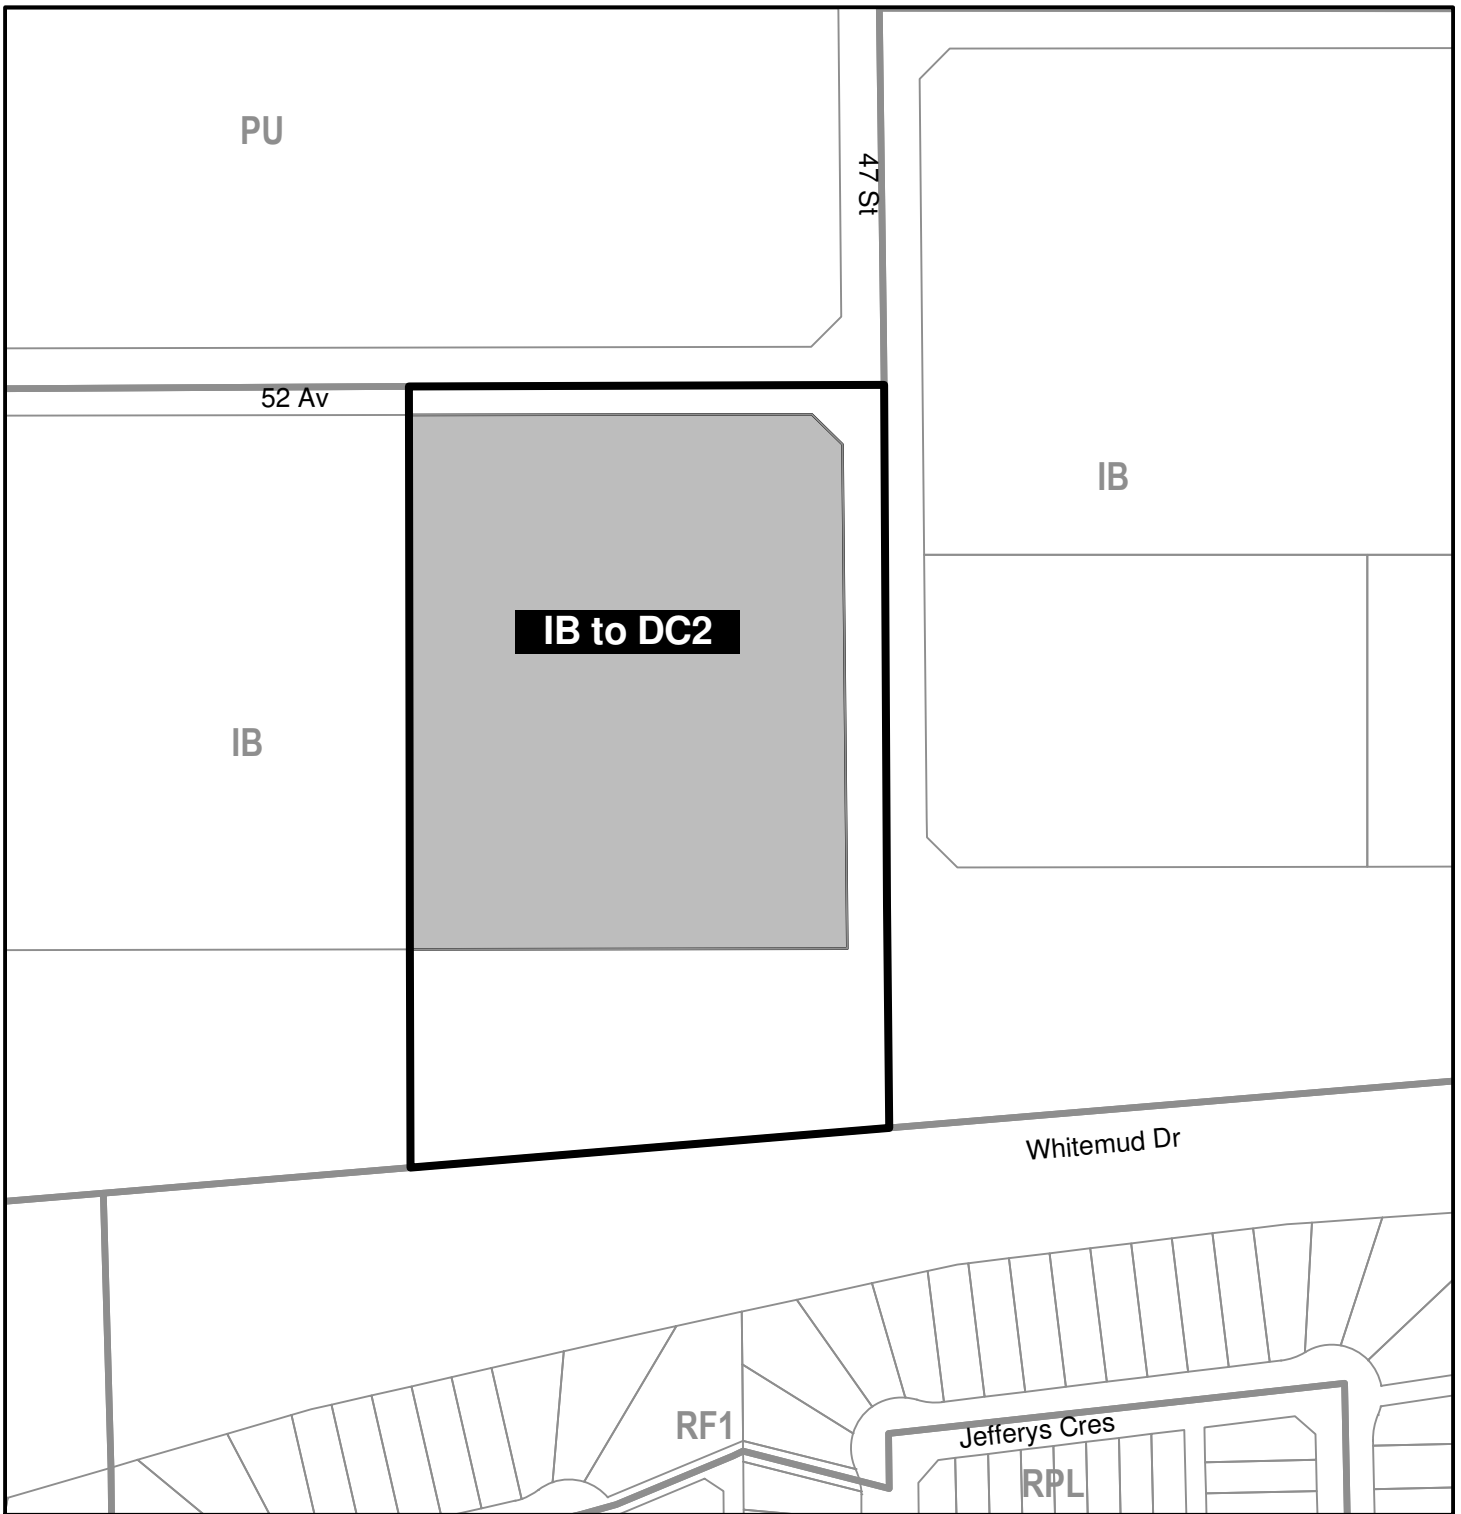 PU
47 St
52 Av
IB
IB to DC2
IB
Whitemud Dr
RF1
Jefferys Cres
RPL